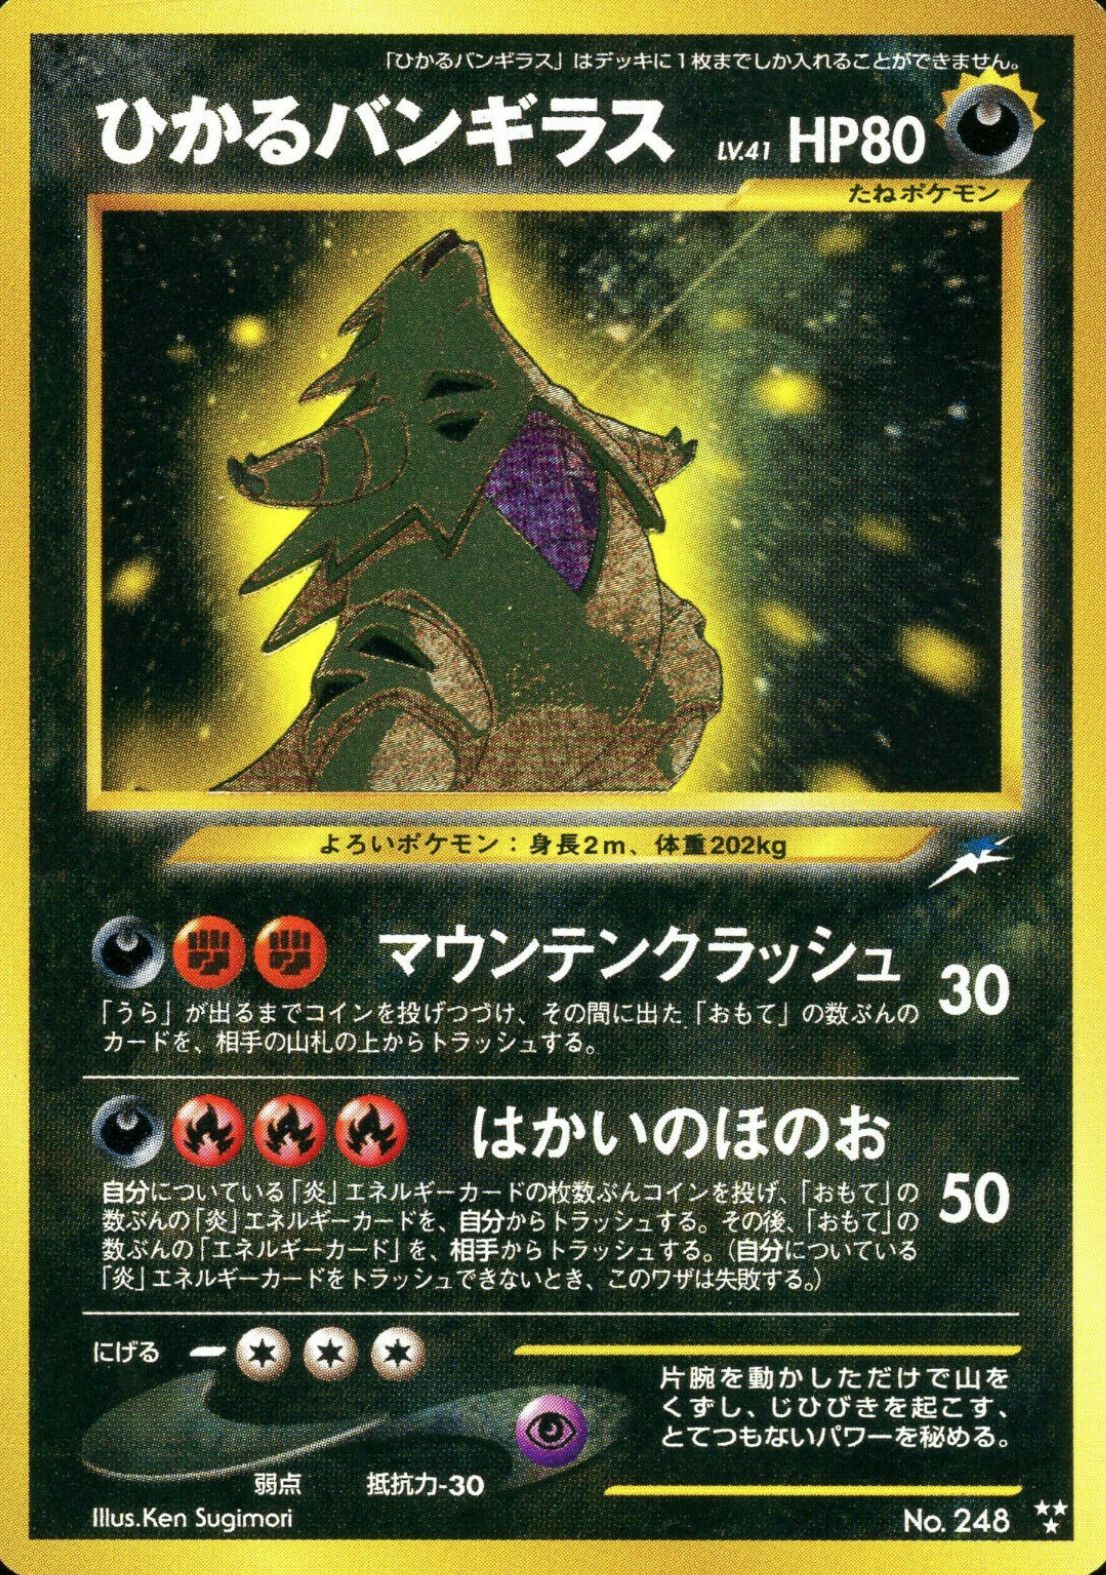 「ひかるバンギラス」はデッキに1枚までしか入れることができません。
ひかるバンギラス LV.41 HP80
たねポケモン
よろいポケモン:身長2m、体重202kg
マウンテンクラッシュ 30
「うら」が出るまでコインを投げつづけ、その間に出た「おもて」の数ぶんの
カードを、相手の山札の上からトラッシュする。
はかいのほのお 50
自分についている「炎」エネルギーカードの枚数ぶんコインを投げ、「おもて」の
数ぶんの「炎」エネルギーカードを、自分からトラッシュする。その後、「おもて」の
数ぶんの「エネルギーカード」を、相手からトラッシュする。(自分についている
「炎」エネルギーカードをトラッシュできないとき、このワザは失敗する。)
にげる
片腕を動かしただけで山を
くずし、じひびきを起こす、
とてつもないパワーを秘める。
弱点 抵抗力-30
Illus.Ken Sugimori No. 248